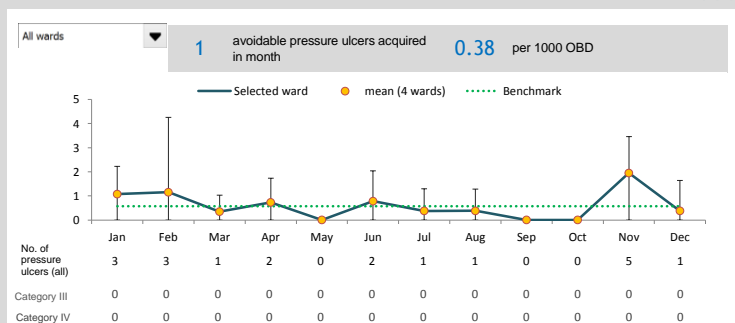 All wards
1 avoidable pressure ulcers acquired in month 0.38 per 1000 OBD
Selected ward mean (4 wards) Benchmark
5
4
3
2
1
0
Jan Feb Mar Apr May Jun Jul Aug Sep Oct Nov Dec
No. of pressure ulcers (all) 3 3 1 2 0 2 1 1 0 0 5 1
Category III 0 0 0 0 0 0 0 0 0 0 0 0
Category IV 0 0 0 0 0 0 0 0 0 0 0 0